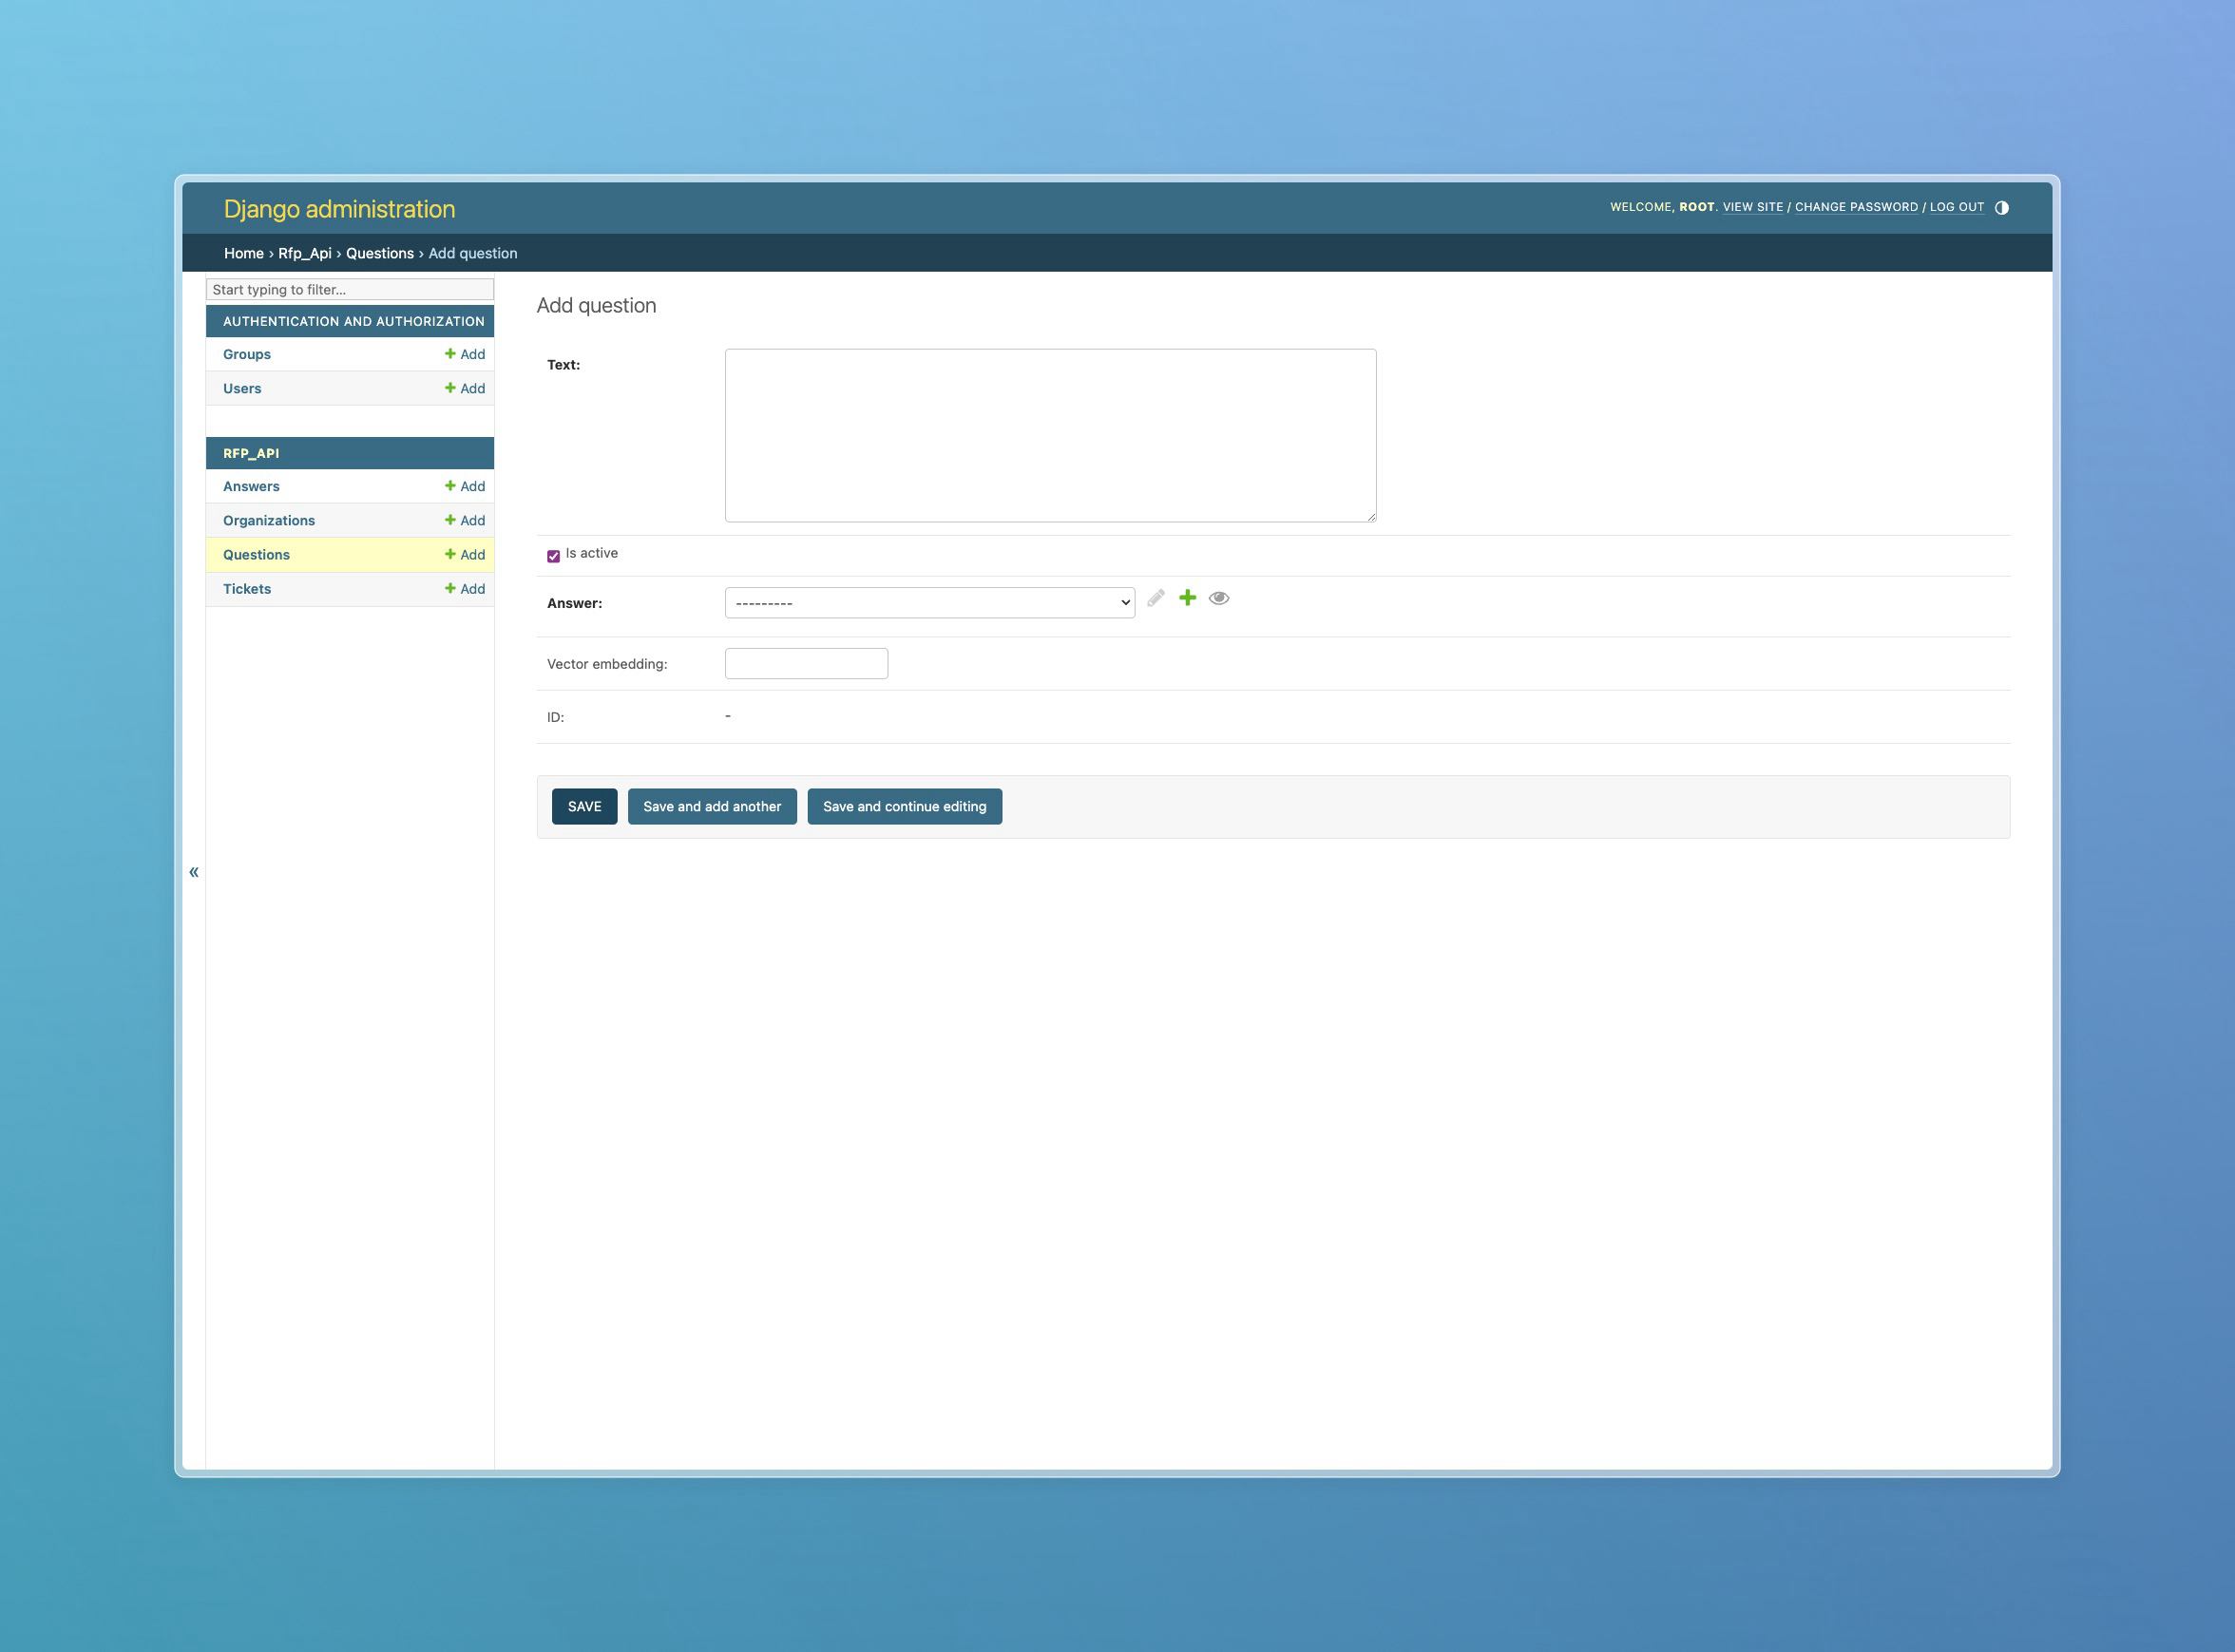 Django administration
WELCOME, ROOT. VIEW SITE / CHANGE PASSWORD / LOG OUT
Home › Rfp_Api › Questions › Add question
Start typing to filter...
AUTHENTICATION AND AUTHORIZATION
Groups + Add
Users + Add
RFP_API
Answers + Add
Organizations + Add
Questions + Add
Tickets + Add
«
Add question
Text:
Is active
Answer: ---------
Vector embedding:
ID: -
SAVE Save and add another Save and continue editing